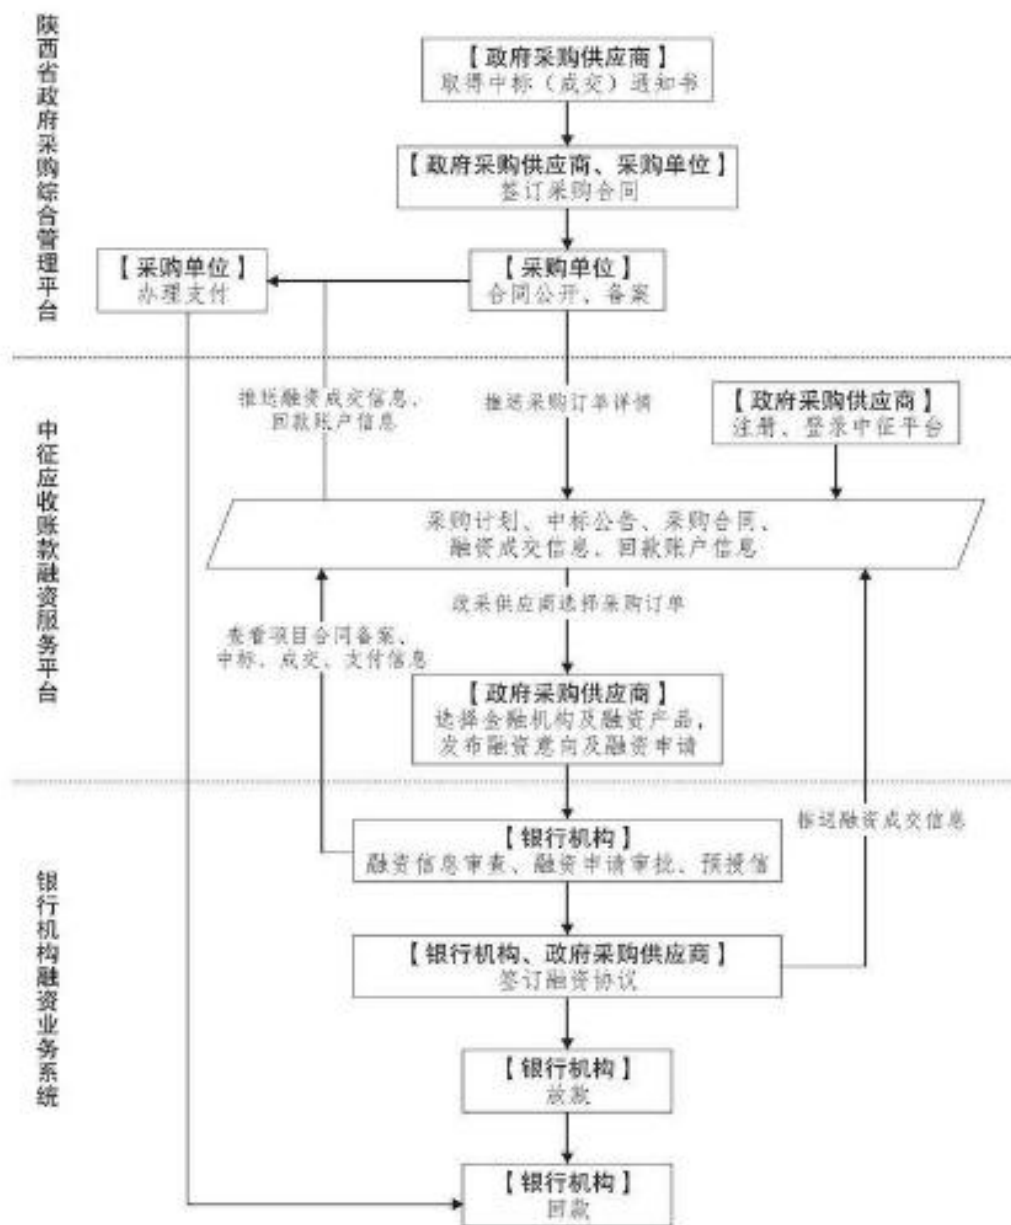 陕西省政府采购综合管理平台
【政府采购供应商】
取得中标（成交）通知书
【政府采购供应商、采购单位】
签订采购合同
【采购单位】
办理支付
【采购单位】
合同公开、备案
中征应收账款融资服务平台
推送融资成交信息、
回款账户信息
推送采购订单详情
【政府采购供应商】
注册、登录中征平台
采购计划、中标公告、采购合同、
融资成交信息、回款账户信息
政采供应商选择采购订单
查看项目合同备案、
中标、成交、支付信息
【政府采购供应商】
选择金融机构及融资产品，
发布融资意向及融资申请
银行机构融资业务系统
【银行机构】
融资信息审查、融资申请审批、预授信
推送融资成交信息
【银行机构、政府采购供应商】
签订融资协议
【银行机构】
放款
【银行机构】
回款